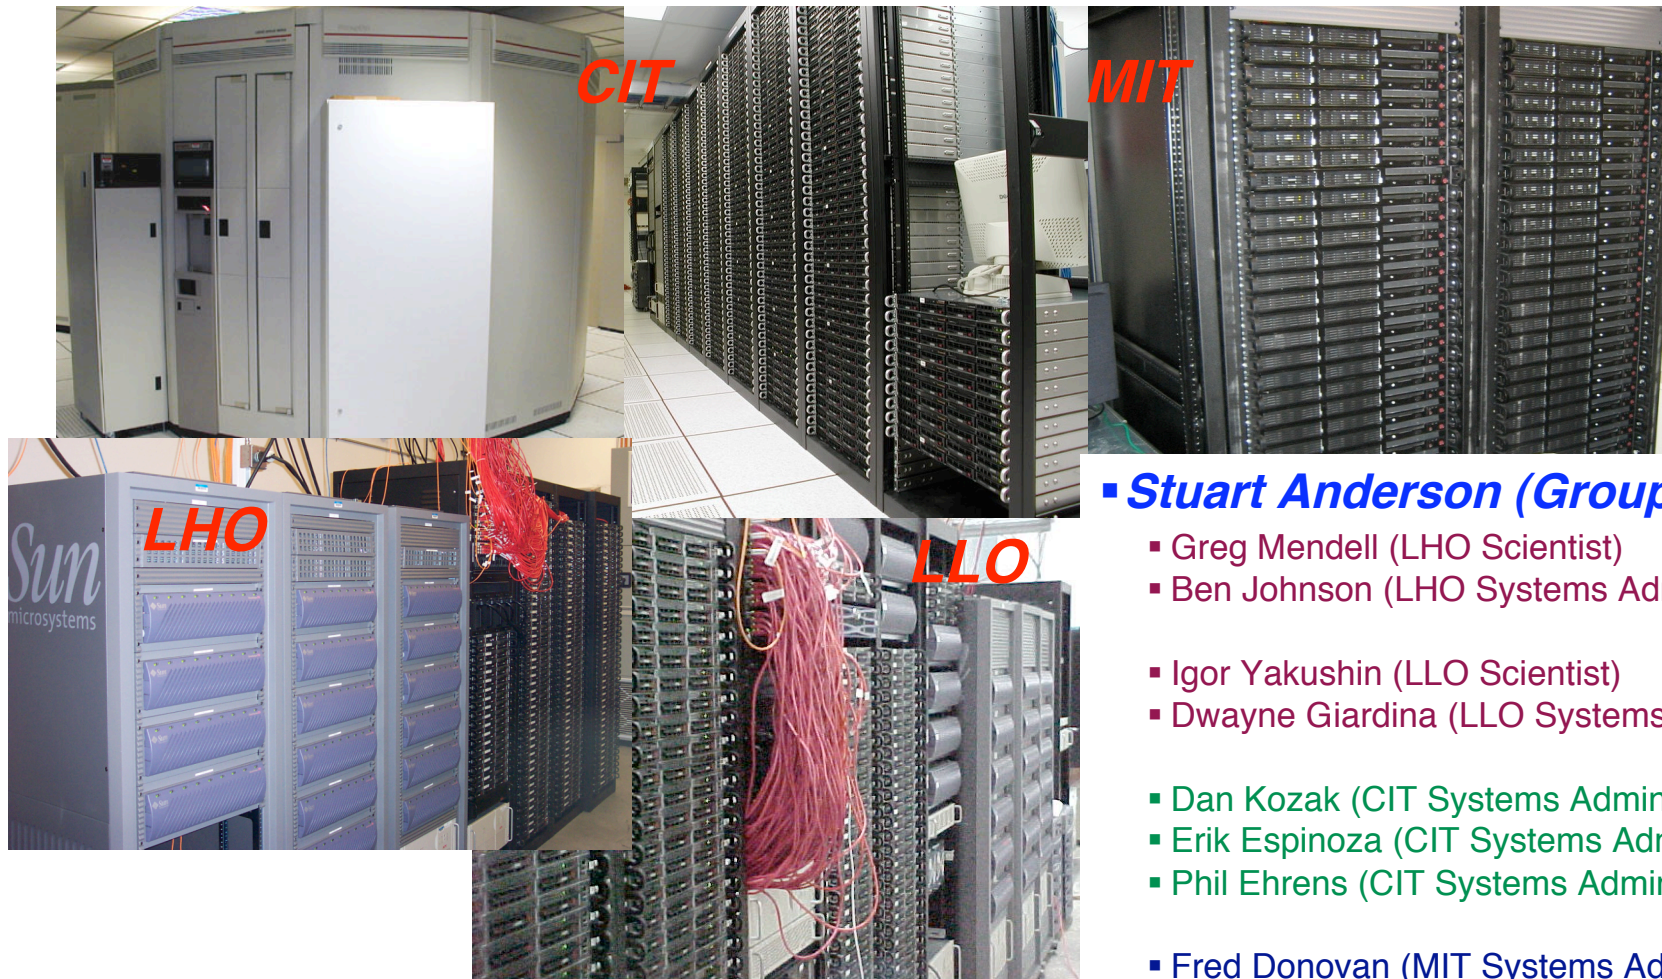 CIT
MIT
LHO
Sun
microsystems
LLO
▪ Stuart Anderson (Group
▪ Greg Mendell (LHO Scientist)
▪ Ben Johnson (LHO Systems Ad
▪ Igor Yakushin (LLO Scientist)
▪ Dwayne Giardina (LLO Systems
▪ Dan Kozak (CIT Systems Admin
▪ Erik Espinoza (CIT Systems Adm
▪ Phil Ehrens (CIT Systems Admin
▪ Fred Donovan (MIT Systems Ad